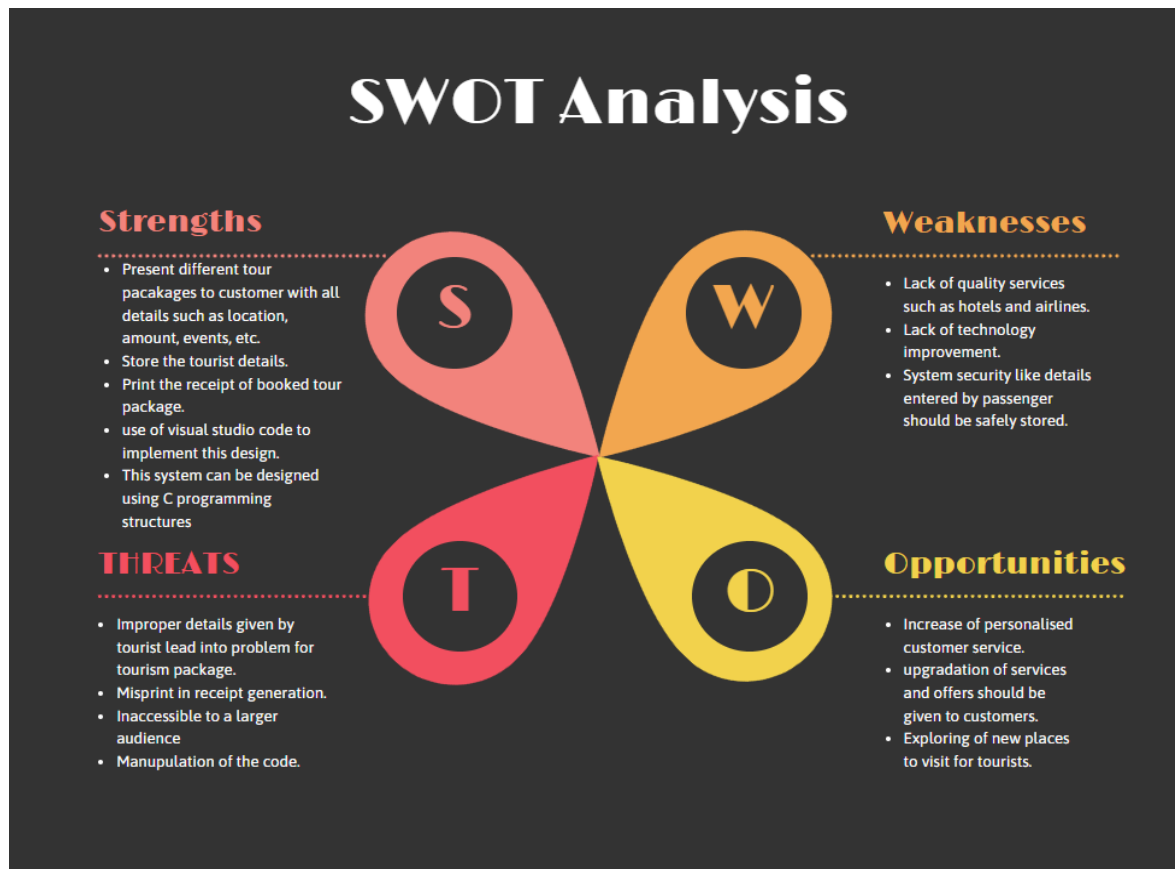 SWOT Analysis
Strengths
• Present different tour
pacakages to customer with all
details such as location,
amount, events, etc.
• Store the tourist details.
• Print the receipt of booked tour
package.
• use of visual studio code to
implement this design.
• This system can be designed
using C programming
structures
S
W
Weaknesses
• Lack of quality services
such as hotels and airlines.
• Lack of technology
improvement.
• System security like details
entered by passenger
should be safely stored.
THREATS
• Improper details given by
tourist lead into problem for
tourism package.
• Misprint in receipt generation.
• Inaccessible to a larger
audience
• Manupulation of the code.
T
O
Opportunities
• Increase of personalised
customer service.
• upgradation of services
and offers should be
given to customers.
• Exploring of new places
to visit for tourists.